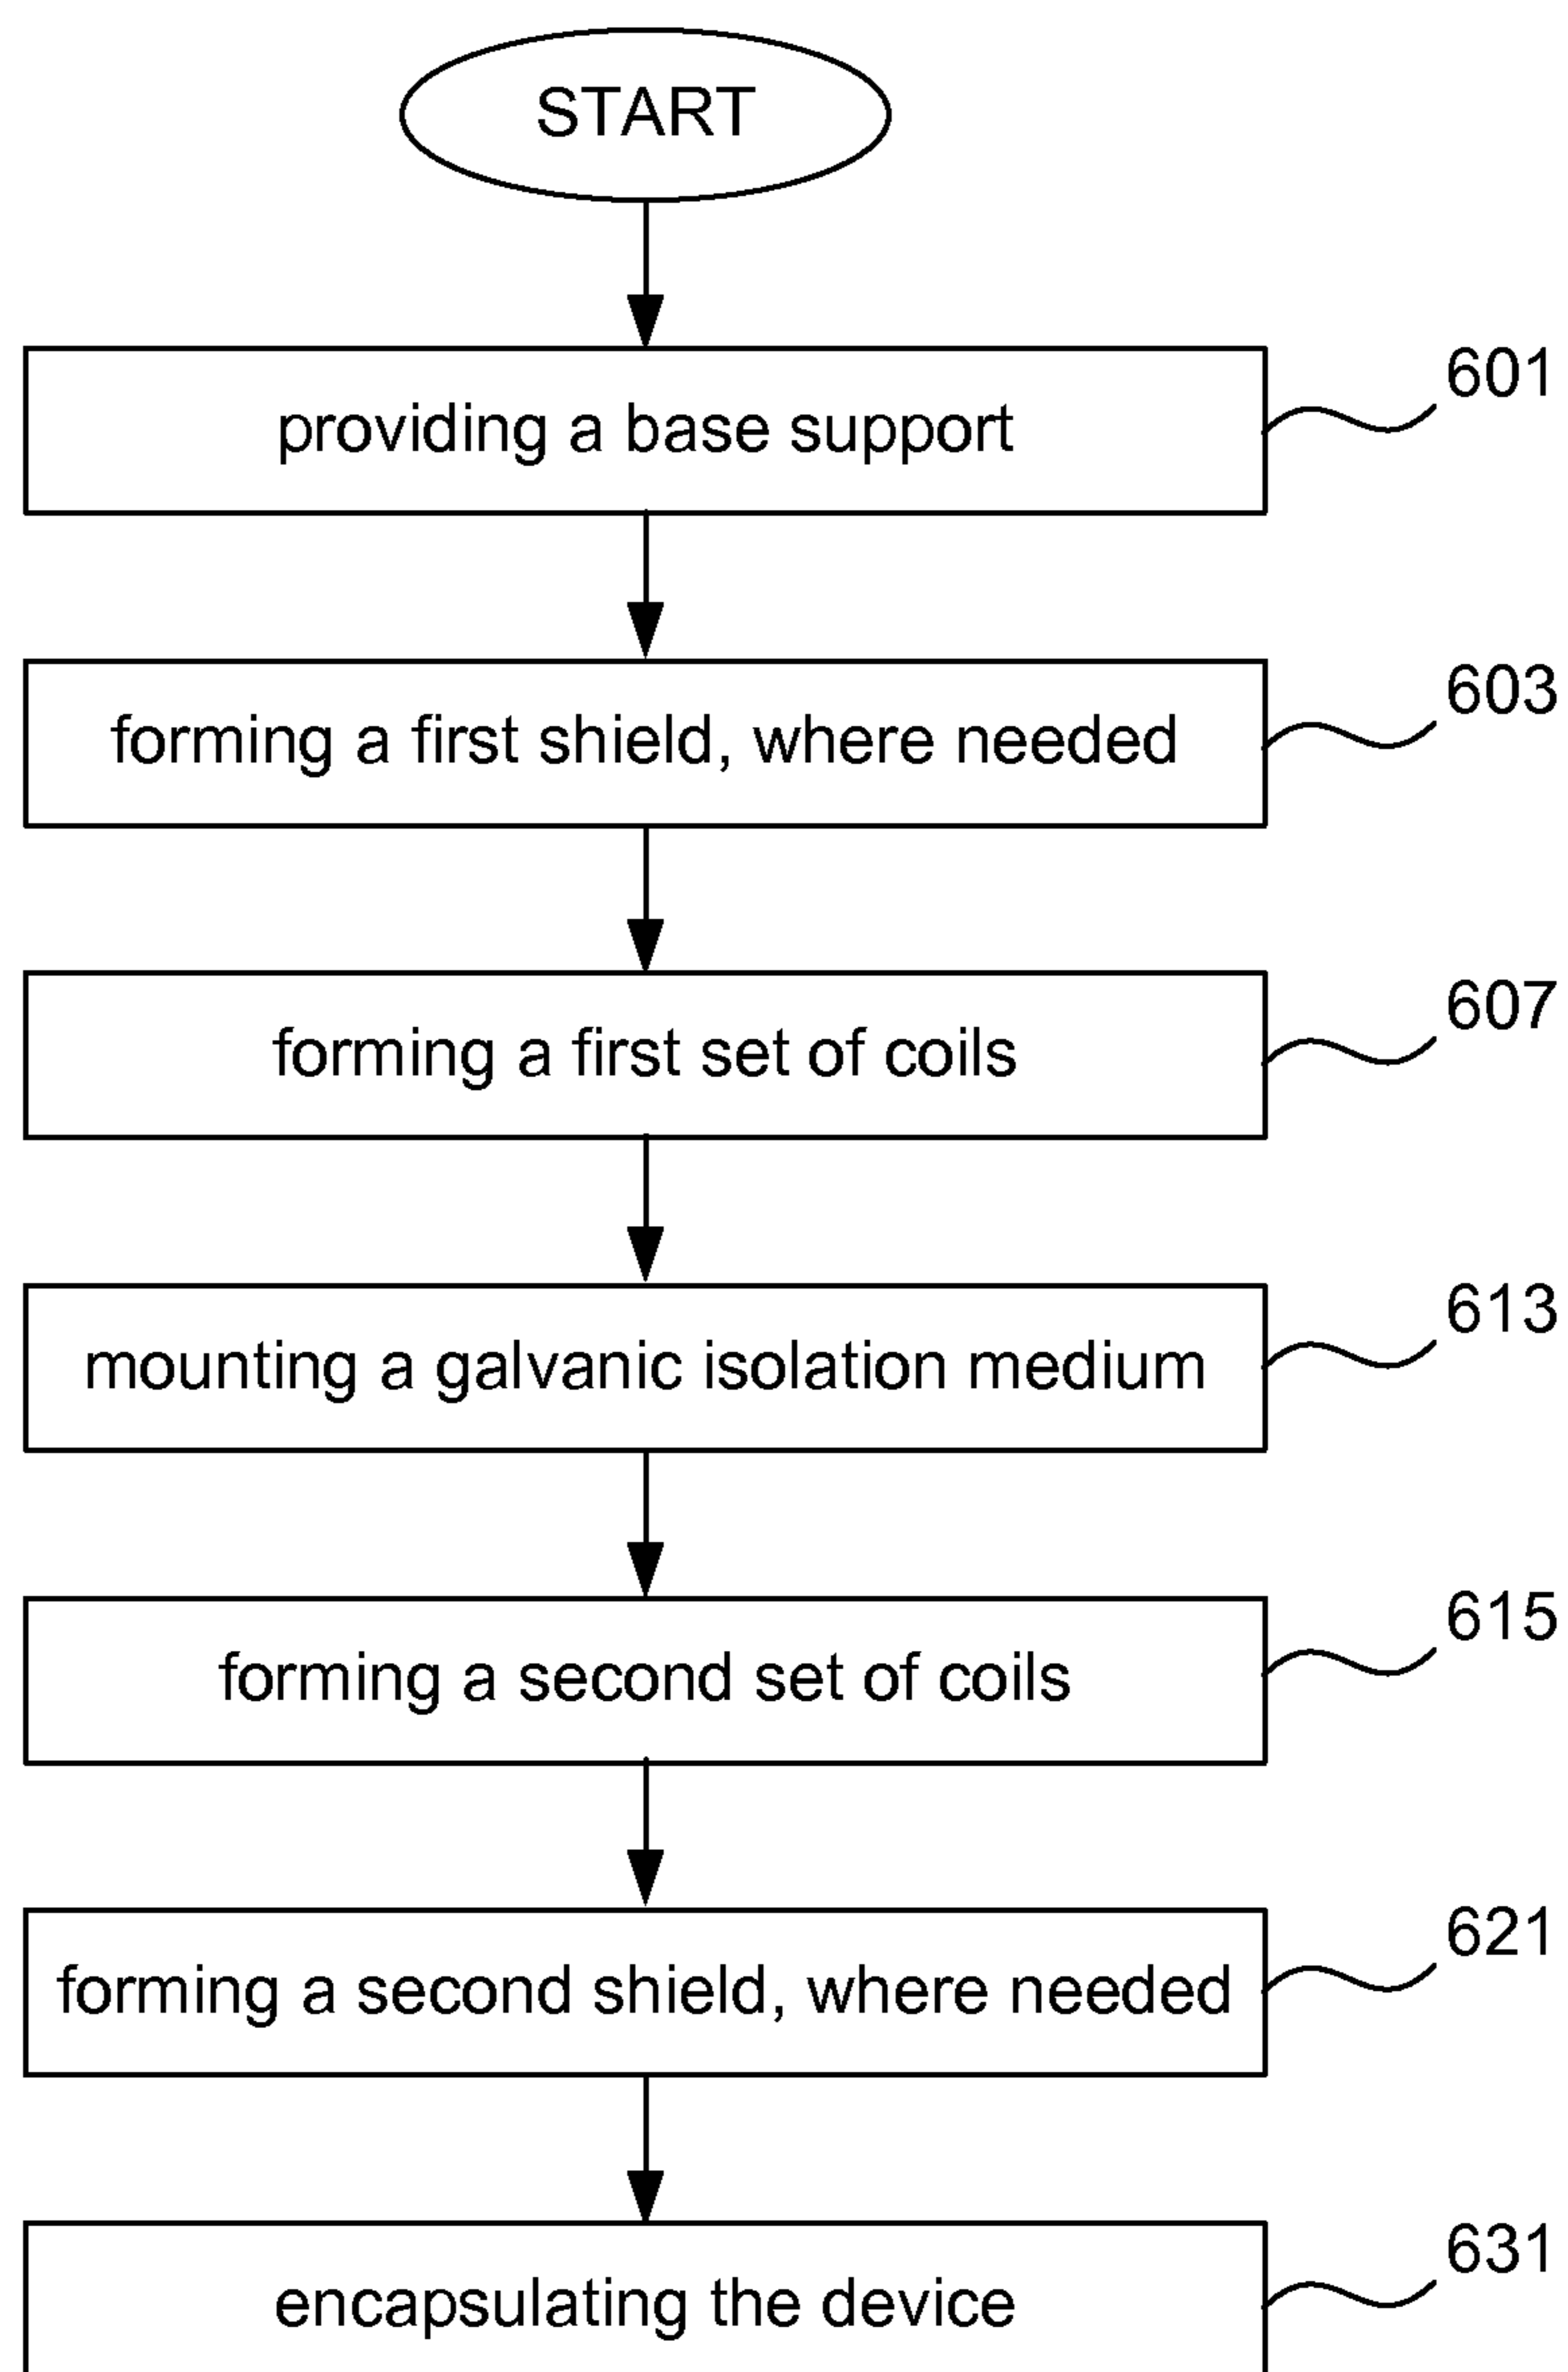 START
providing a base support
601
forming a first shield, where needed
603
forming a first set of coils
607
mounting a galvanic isolation medium
613
forming a second set of coils
615
forming a second shield, where needed
621
encapsulating the device
631